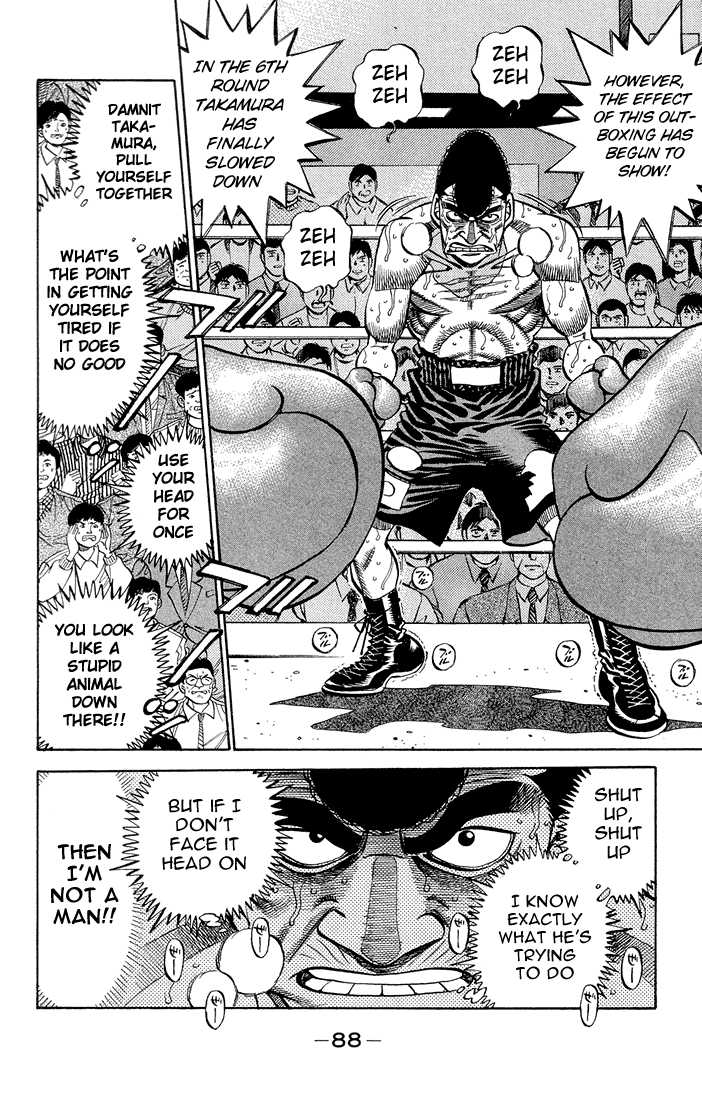 HOWEVER,
THE EFFECT
OF THIS OUT-
BOXING HAS
BEGUN TO
SHOW!
ZEH
ZEH
ZEH
ZEH
IN THE 6TH
ROUND
TAKAMURA
HAS
FINALLY
SLOWED
DOWN
ZEH
ZEH
DAMNIT
TAKA-
MURA,
PULL
YOURSELF
TOGETHER
WHAT'S
THE POINT
IN GETTING
YOURSELF
TIRED IF
IT DOES
NO GOOD
USE
YOUR
HEAD
FOR
ONCE
YOU LOOK
LIKE A
STUPID
ANIMAL
DOWN
THERE!!
SHUT
UP,
SHUT
UP
I KNOW
EXACTLY
WHAT HE'S
TRYING
TO DO
BUT IF I
DON'T
FACE IT
HEAD ON
THEN
I'M
NOT A
MAN!!
—88—